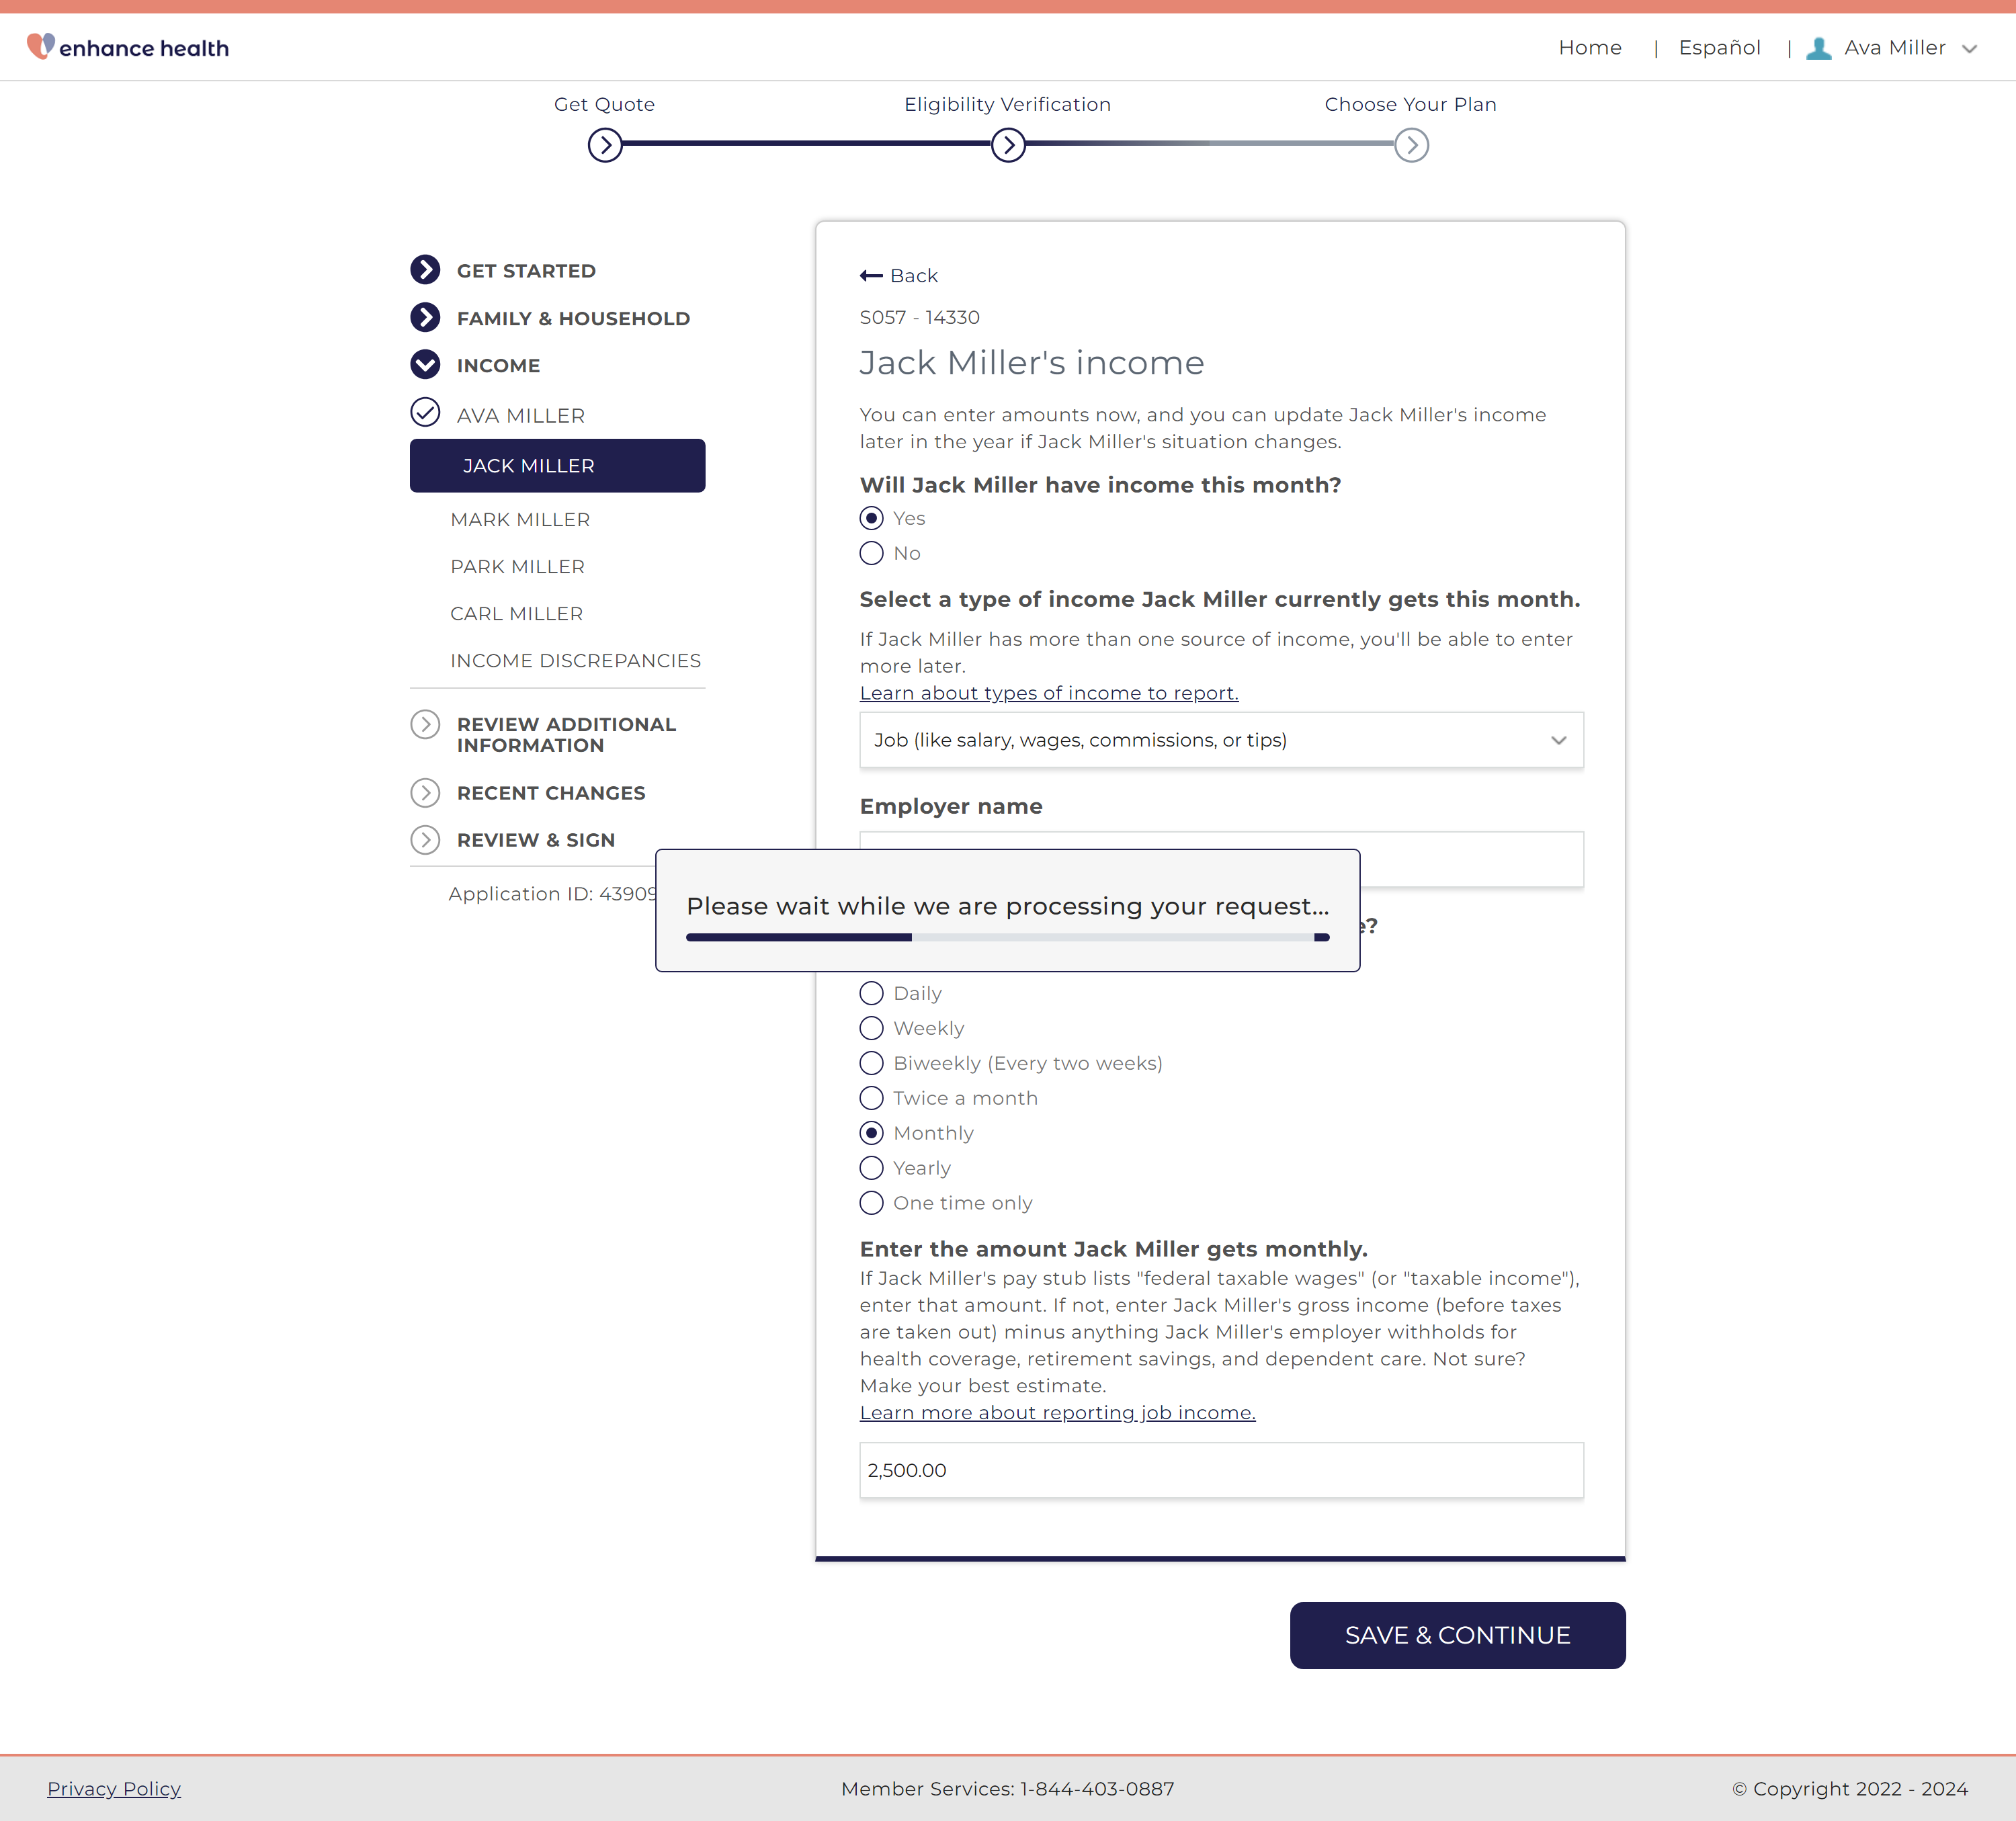 enhance health
Home | Español | Ava Miller
Get Quote
Eligibility Verification
Choose Your Plan
GET STARTED
FAMILY & HOUSEHOLD
INCOME
AVA MILLER
JACK MILLER
MARK MILLER
PARK MILLER
CARL MILLER
INCOME DISCREPANCIES
REVIEW ADDITIONAL
INFORMATION
RECENT CHANGES
REVIEW & SIGN
Application ID: 43909
Back
S057 - 14330
Jack Miller's income
You can enter amounts now, and you can update Jack Miller's income
later in the year if Jack Miller's situation changes.
Will Jack Miller have income this month?
Yes
No
Select a type of income Jack Miller currently gets this month.
If Jack Miller has more than one source of income, you'll be able to enter
more later.
Learn about types of income to report.
Job (like salary, wages, commissions, or tips)
Employer name
Please wait while we are processing your request...
Daily
Weekly
Biweekly (Every two weeks)
Twice a month
Monthly
Yearly
One time only
Enter the amount Jack Miller gets monthly.
If Jack Miller's pay stub lists "federal taxable wages" (or "taxable income"),
enter that amount. If not, enter Jack Miller's gross income (before taxes
are taken out) minus anything Jack Miller's employer withholds for
health coverage, retirement savings, and dependent care. Not sure?
Make your best estimate.
Learn more about reporting job income.
2,500.00
SAVE & CONTINUE
Privacy Policy
Member Services: 1-844-403-0887
© Copyright 2022 - 2024